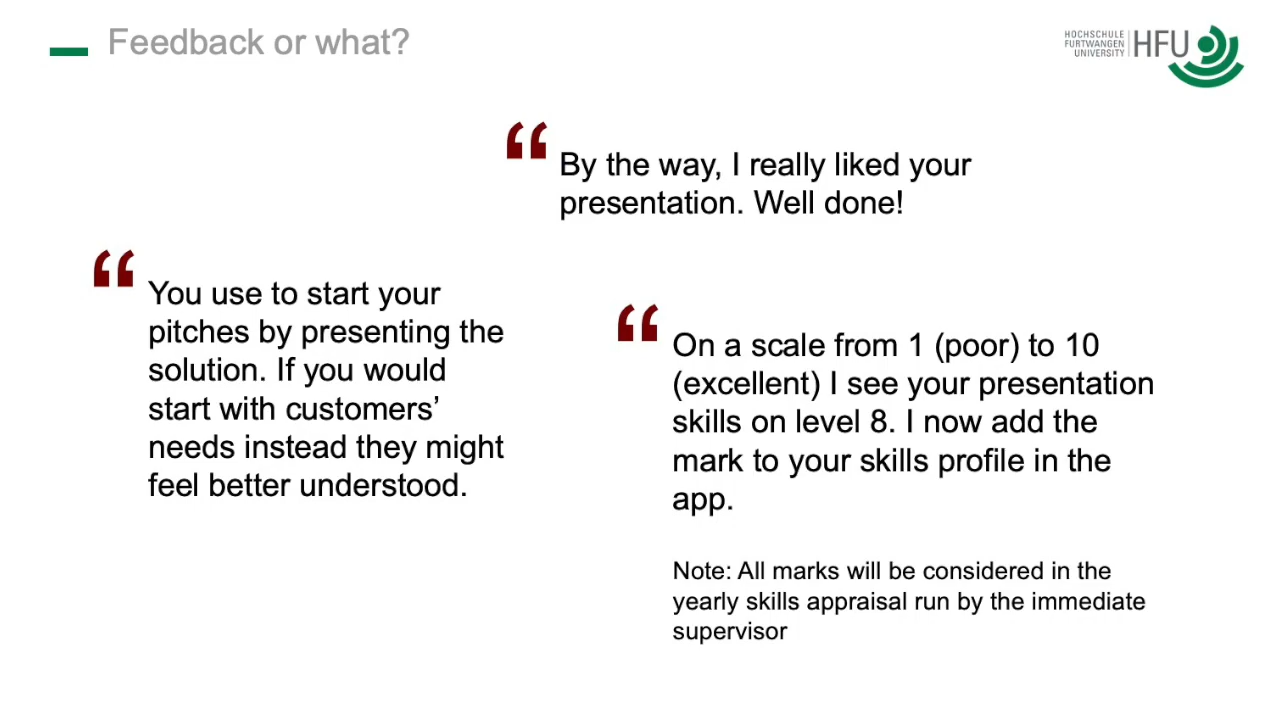 Feedback or what?
HOCHSCHULE
FURTWANGEN
UNIVERSITY
HFU
“
By the way, I really liked your
presentation. Well done!
“
You use to start your
pitches by presenting the
solution. If you would
start with customers’
needs instead they might
feel better understood.
“
On a scale from 1 (poor) to 10
(excellent) I see your presentation
skills on level 8. I now add the
mark to your skills profile in the
app.
Note: All marks will be considered in the
yearly skills appraisal run by the immediate
supervisor